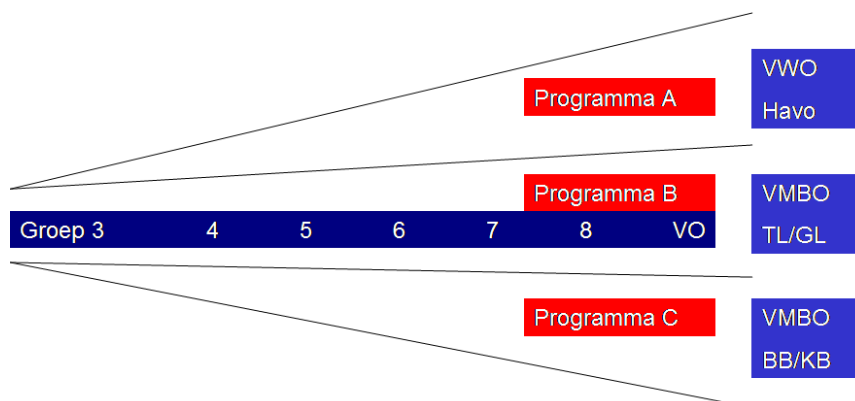 VWO
Havo
Programma A
Programma B
VMBO
TL/GL
Groep 3 4 5 6 7 8 VO
Programma C
VMBO
BB/KB